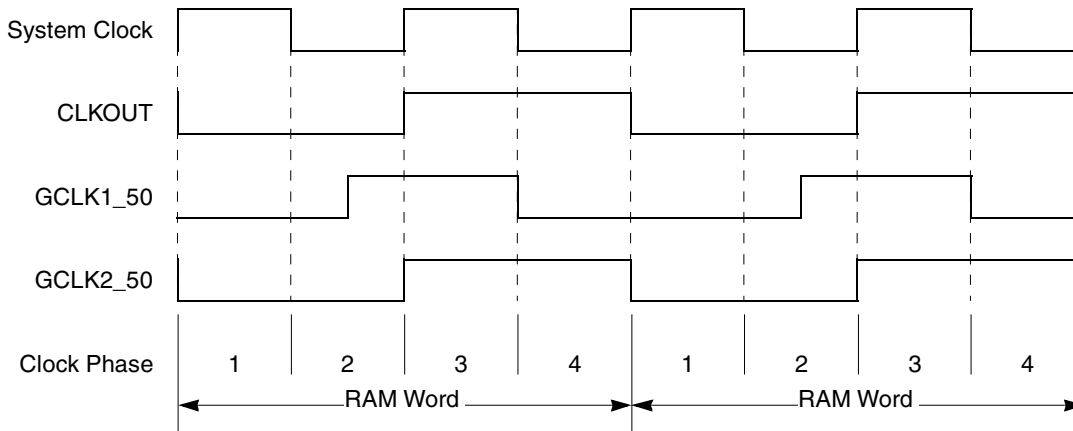 System Clock
CLKOUT
GCLK1_50
GCLK2_50
Clock Phase 1 2 3 4 1 2 3 4
RAM Word RAM Word